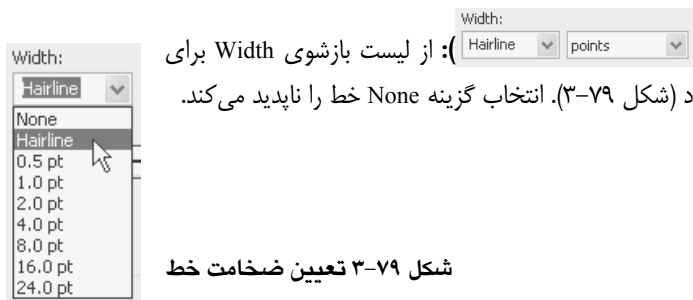 Width:
Hairline points
): از لیست بازشوی Width برای
د (شکل ۷۹-۳). انتخاب گزینه None خط را ناپدید می‌کند.
Width:
Hairline
None
Hairline
0.5 pt
1.0 pt
2.0 pt
4.0 pt
8.0 pt
16.0 pt
24.0 pt
شکل ۷۹-۳ تعیین ضخامت خط